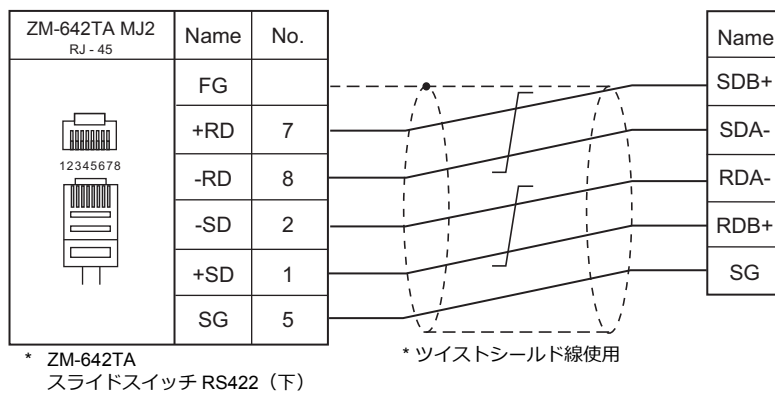 ZM-642TA MJ2
RJ - 45
Name No.
FG
+RD 7
-RD 8
-SD 2
+SD 1
SG 5
12345678
Name
SDB+
SDA-
RDA-
RDB+
SG
* ZM-642TA
スライドスイッチ RS422（下）
* ツイストシールド線使用